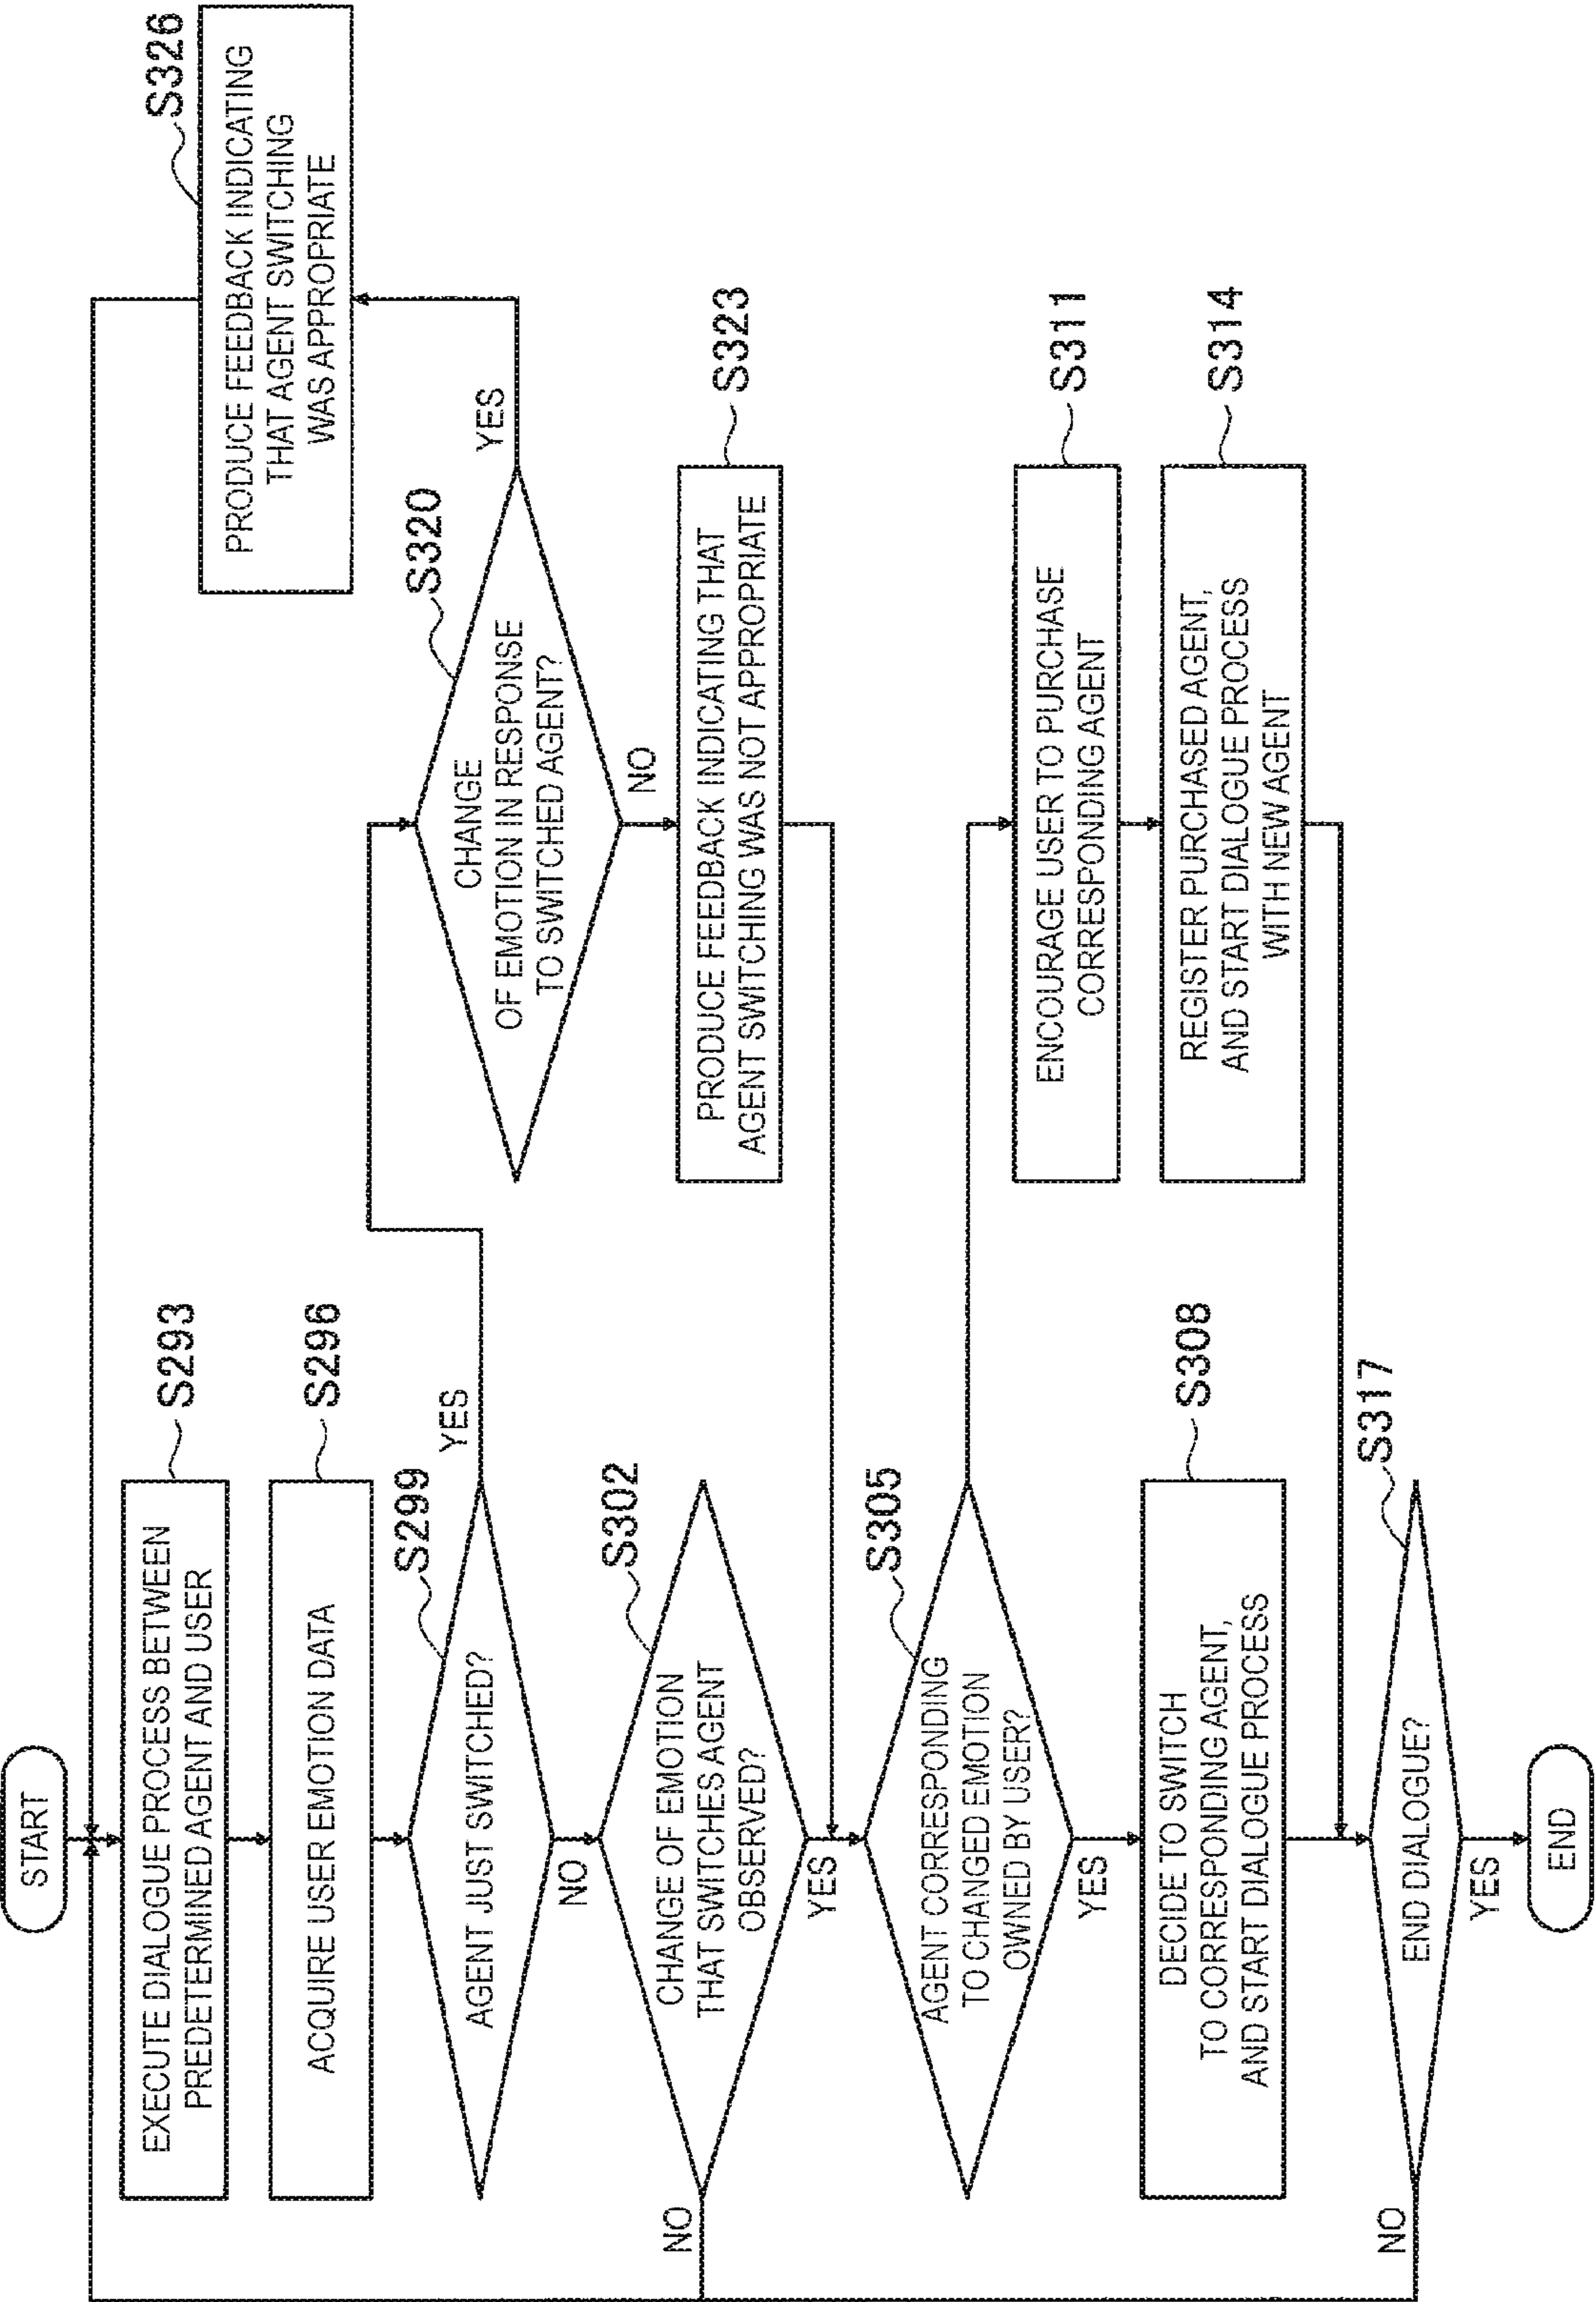 START
S293
EXECUTE DIALOGUE PROCESS BETWEEN
PREDETERMINED AGENT AND USER
S296
ACQUIRE USER EMOTION DATA
S299
AGENT JUST SWITCHED?
YES
NO
S302
CHANGE OF EMOTION
THAT SWITCHES AGENT
OBSERVED?
NO
YES
S305
AGENT CORRESPONDING
TO CHANGED EMOTION
OWNED BY USER?
YES
S308
DECIDE TO SWITCH
TO CORRESPONDING AGENT,
AND START DIALOGUE PROCESS
S317
END DIALOGUE?
NO
YES
END
S320
CHANGE
OF EMOTION IN RESPONSE
TO SWITCHED AGENT?
YES
NO
S326
PRODUCE FEEDBACK INDICATING
THAT AGENT SWITCHING
WAS APPROPRIATE
S323
PRODUCE FEEDBACK INDICATING THAT
AGENT SWITCHING WAS NOT APPROPRIATE
S311
ENCOURAGE USER TO PURCHASE
CORRESPONDING AGENT
S314
REGISTER PURCHASED AGENT,
AND START DIALOGUE PROCESS
WITH NEW AGENT